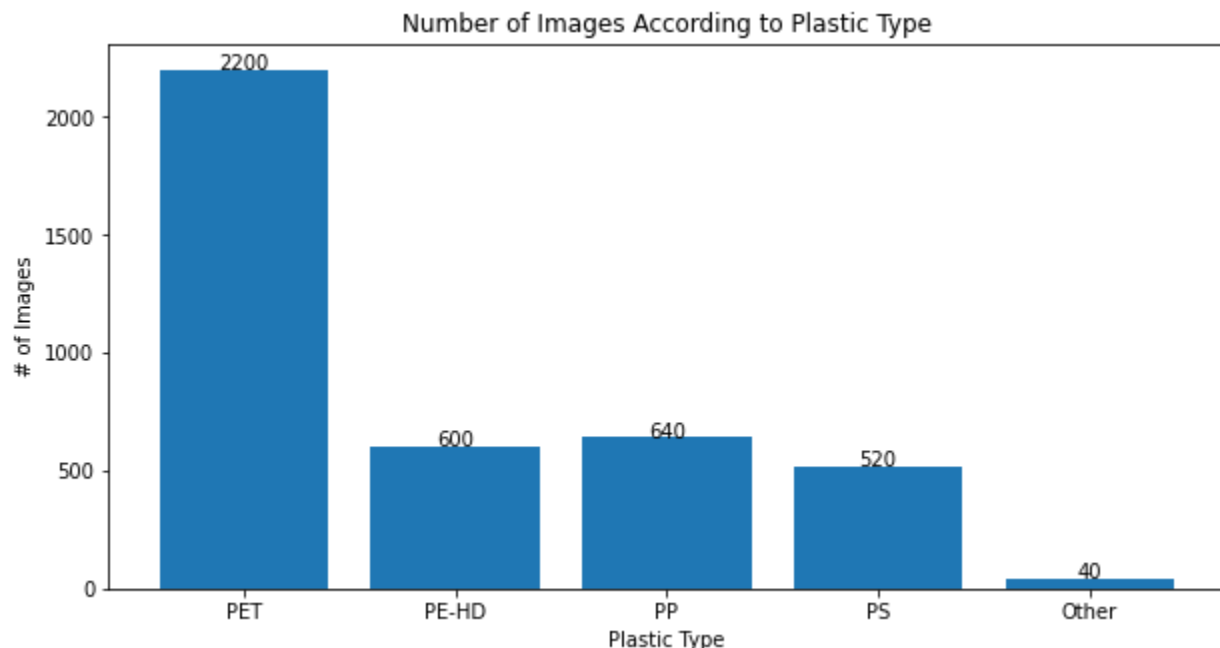 Number of Images According to Plastic Type
# of Images
2000
1500
1000
500
0
2200
600
640
520
40
PET PE-HD PP PS Other
Plastic Type